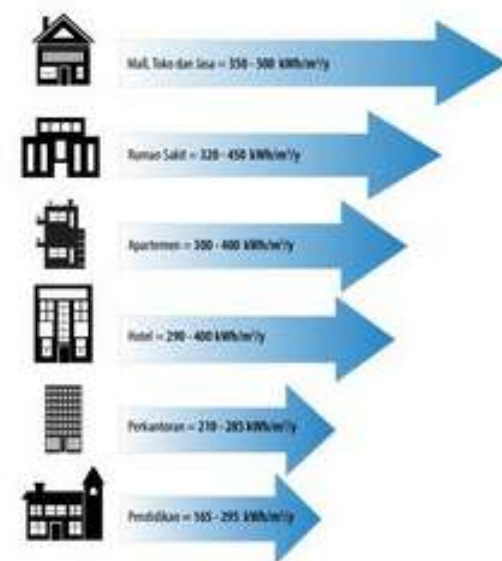 Mall, Toko dan Jasa = 350 - 500 kWh/m²/y
Rumah Sakit = 320 - 450 kWh/m²/y
Apartemen = 300 - 400 kWh/m²/y
Hotel = 290 - 400 kWh/m²/y
Perkantoran = 210 - 285 kWh/m²/y
Pendidikan = 165 - 295 kWh/m²/y